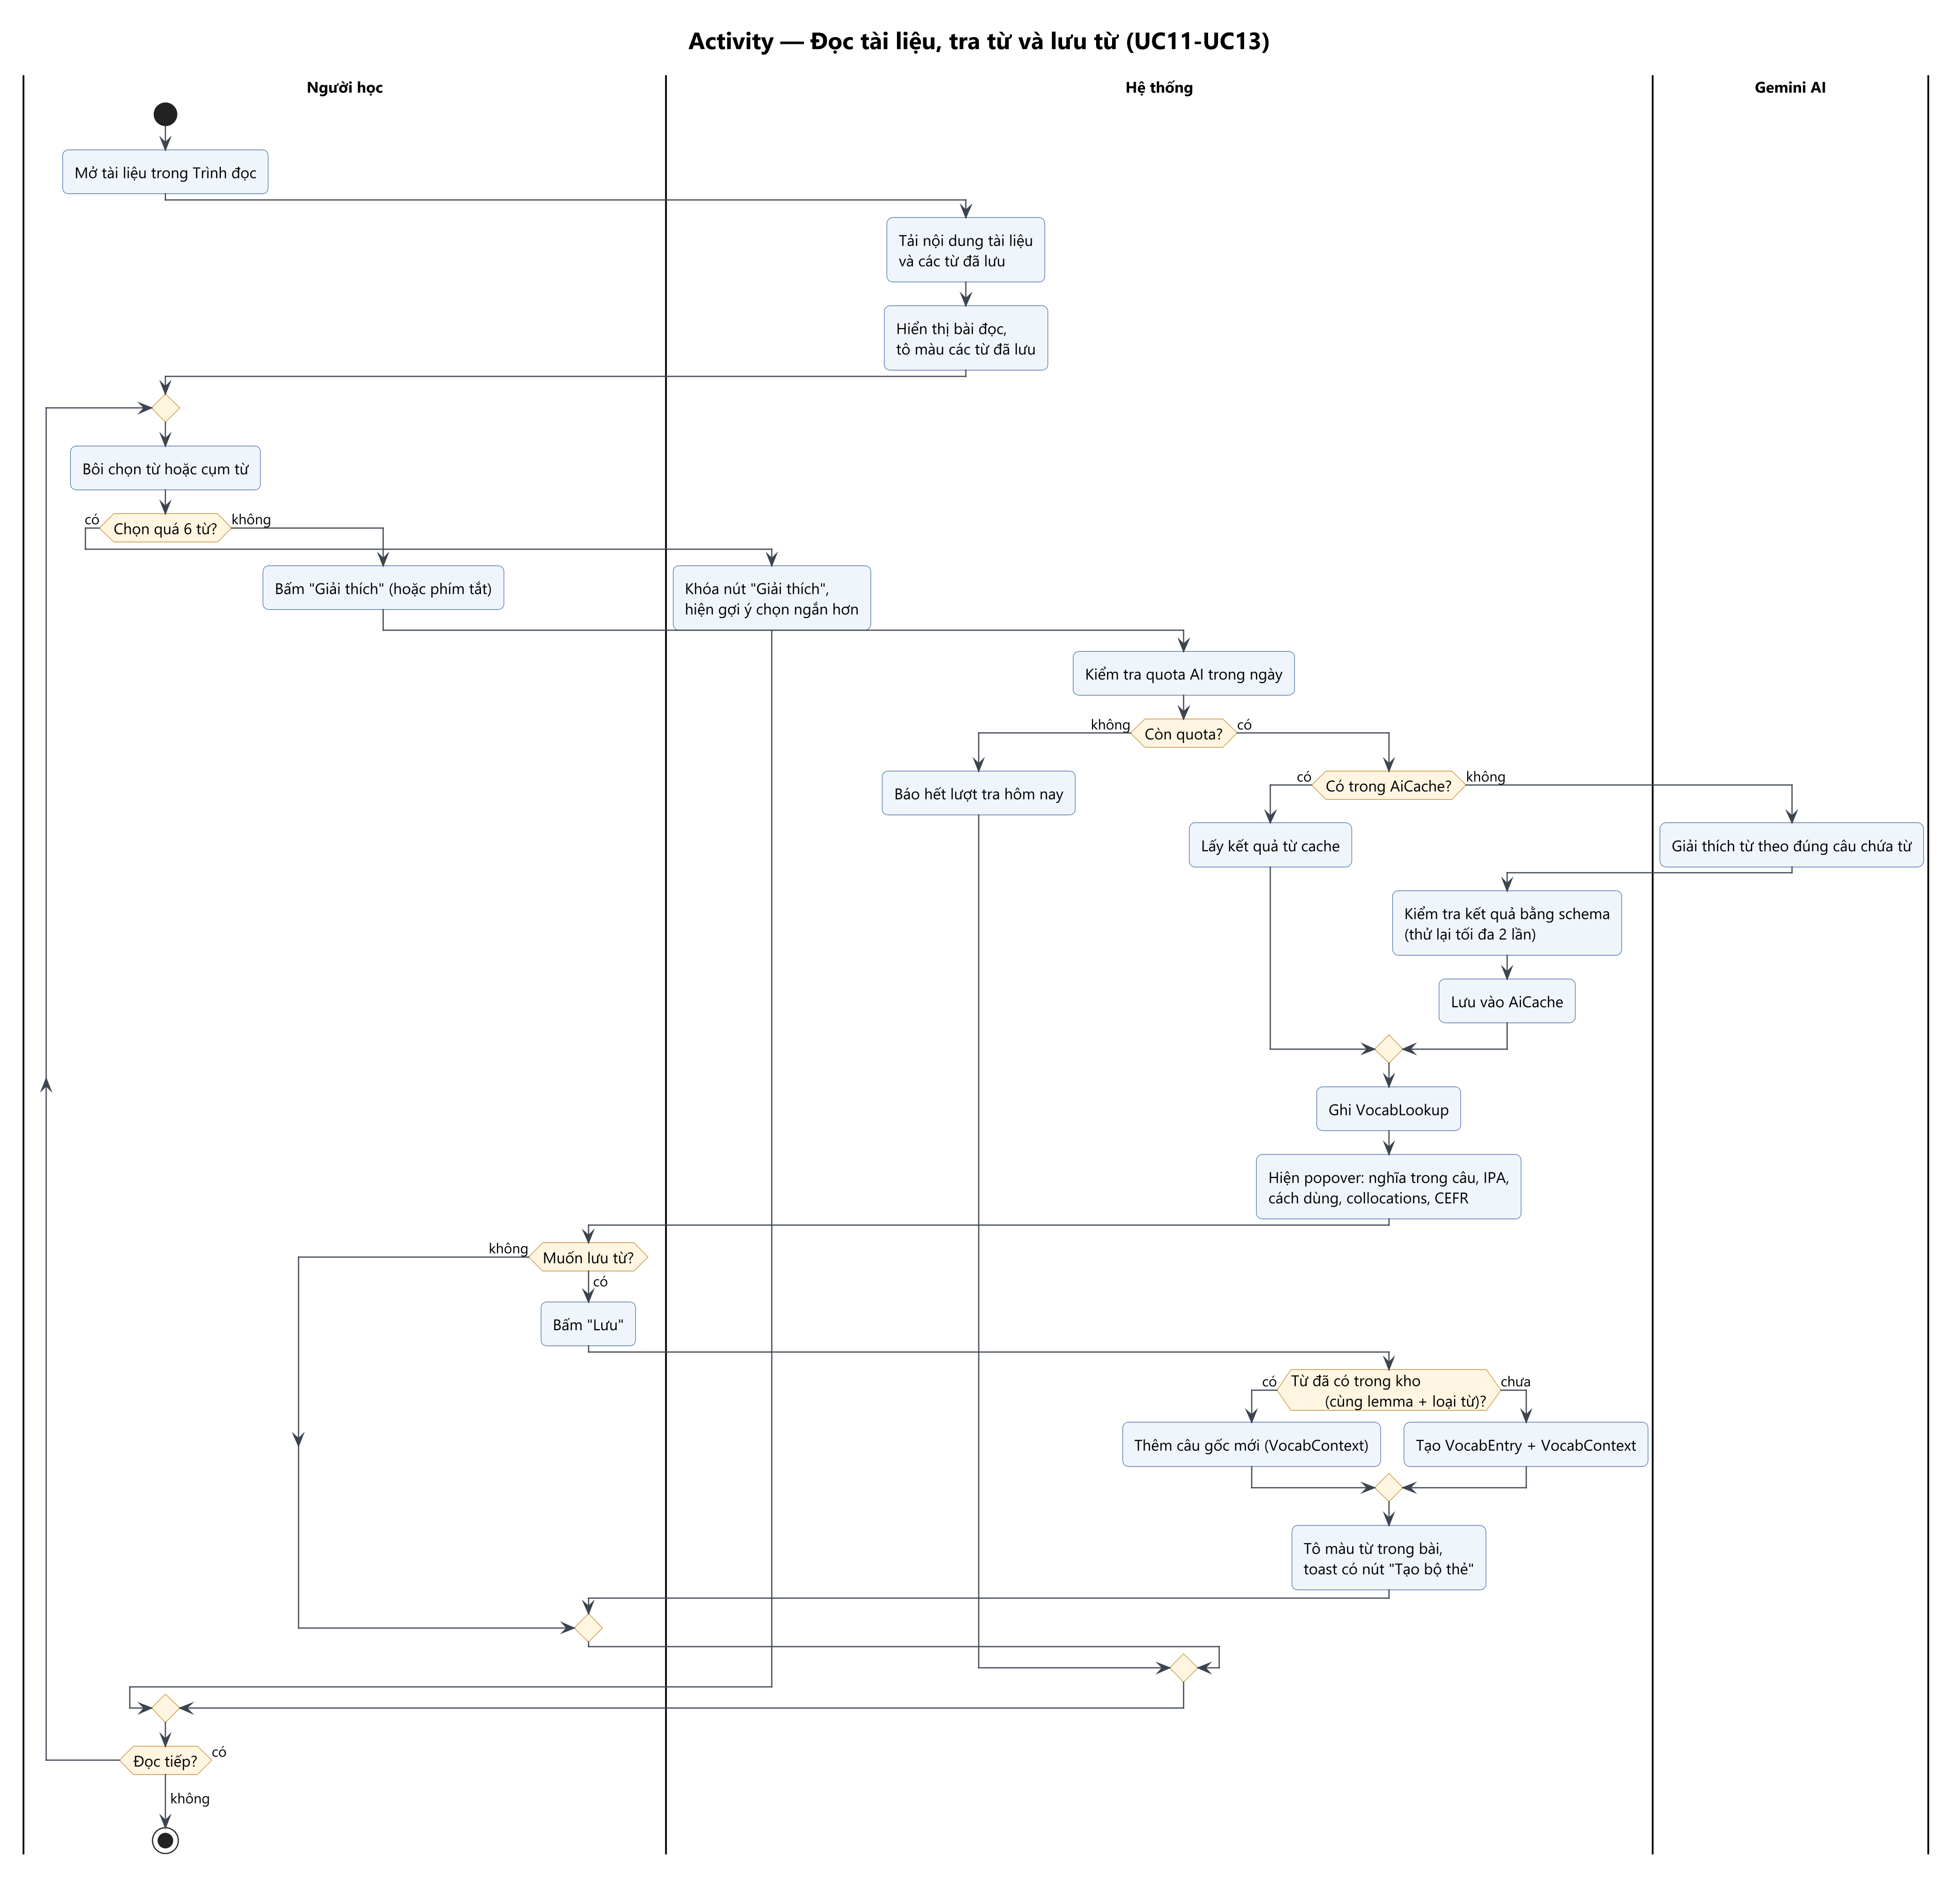 Activity — Đọc tài liệu, tra từ và lưu từ (UC11-UC13)
Người học
Hệ thống
Gemini AI
Mở tài liệu trong Trình đọc
Tải nội dung tài liệu
và các từ đã lưu
Hiển thị bài đọc,
tô màu các từ đã lưu
Bôi chọn từ hoặc cụm từ
có
Chọn quá 6 từ?
không
Bấm "Giải thích" (hoặc phím tắt)
Khóa nút "Giải thích",
hiện gợi ý chọn ngắn hơn
Kiểm tra quota AI trong ngày
không
Còn quota?
có
Báo hết lượt tra hôm nay
có
Có trong AiCache?
không
Lấy kết quả từ cache
Giải thích từ theo đúng câu chứa từ
Kiểm tra kết quả bằng schema
(thử lại tối đa 2 lần)
Lưu vào AiCache
Ghi VocabLookup
Hiện popover: nghĩa trong câu, IPA,
cách dùng, collocations, CEFR
không
Muốn lưu từ?
có
Bấm "Lưu"
có
Từ đã có trong kho
(cùng lemma + loại từ)?
chưa
Thêm câu gốc mới (VocabContext)
Tạo VocabEntry + VocabContext
Tô màu từ trong bài,
toast có nút "Tạo bộ thẻ"
Đọc tiếp?
có
không